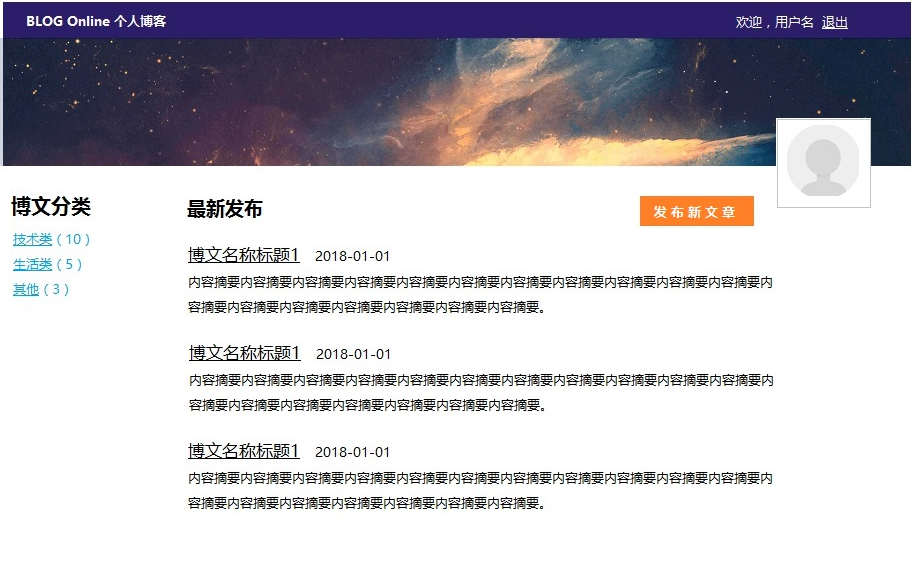 BLOG Online 个人博客
欢迎，用户名 退出
博文分类
技术类（10）
生活类（5）
其他（3）
最新发布
发布新文章
博文名称标题1 2018-01-01
内容摘要内容摘要内容摘要内容摘要内容摘要内容摘要内容摘要内容摘要内容摘要内容摘要内容摘要内
容摘要内容摘要内容摘要内容摘要内容摘要内容摘要内容摘要。
博文名称标题1 2018-01-01
内容摘要内容摘要内容摘要内容摘要内容摘要内容摘要内容摘要内容摘要内容摘要内容摘要内容摘要内
容摘要内容摘要内容摘要内容摘要内容摘要内容摘要内容摘要。
博文名称标题1 2018-01-01
内容摘要内容摘要内容摘要内容摘要内容摘要内容摘要内容摘要内容摘要内容摘要内容摘要内容摘要内
容摘要内容摘要内容摘要内容摘要内容摘要内容摘要内容摘要。